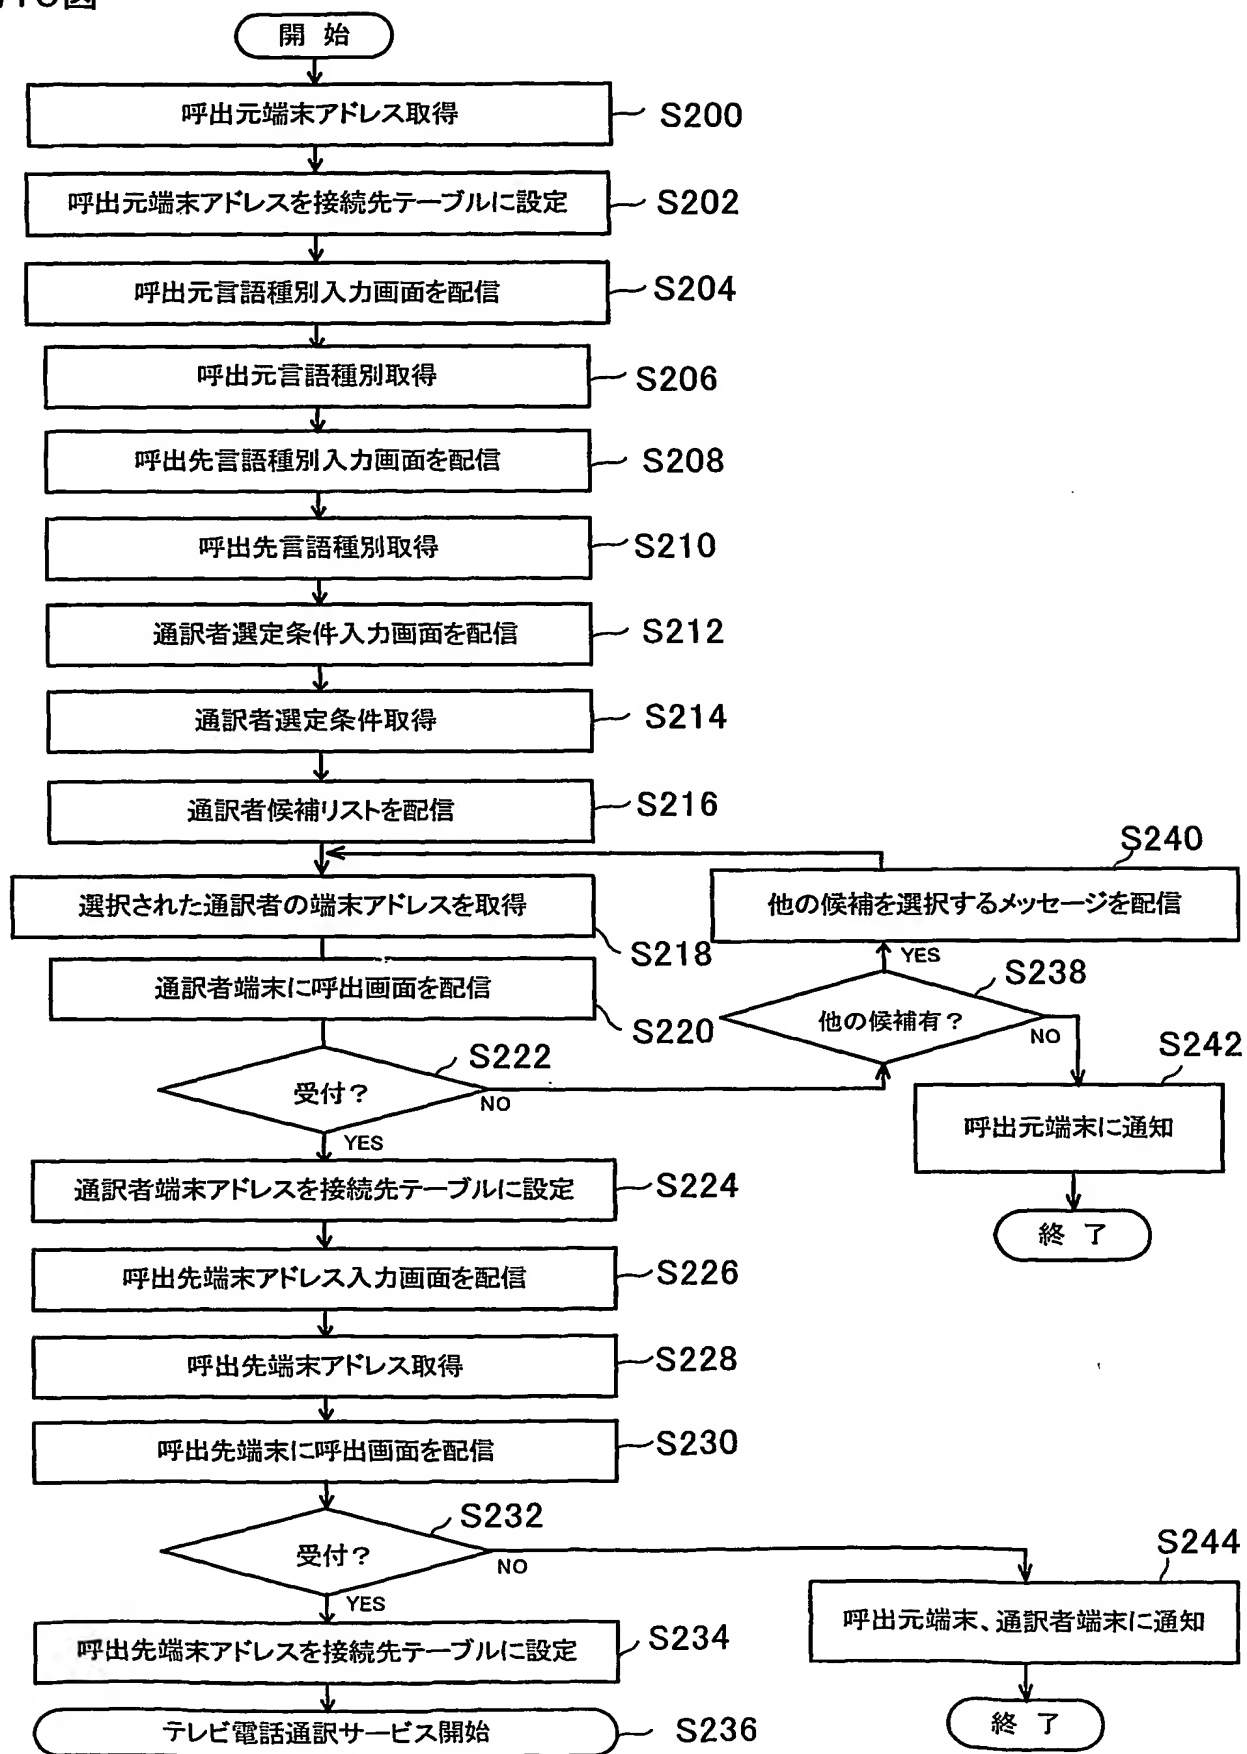 開 始
呼出元端末アドレス取得
S200
呼出元端末アドレスを接続先テーブルに設定
S202
呼出元言語種別入力画面を配信
S204
呼出元言語種別取得
S206
呼出先言語種別入力画面を配信
S208
呼出先言語種別取得
S210
通訳者選定条件入力画面を配信
S212
通訳者選定条件取得
S214
通訳者候補リストを配信
S216
S240
選択された通訳者の端末アドレスを取得
S218
他の候補を選択するメッセージを配信
YES
通訳者端末に呼出画面を配信
S220
S238
他の候補有?
NO
S222
受付?
NO
YES
S242
呼出元端末に通知
終 了
通訳者端末アドレスを接続先テーブルに設定
S224
呼出先端末アドレス入力画面を配信
S226
呼出先端末アドレス取得
S228
呼出先端末に呼出画面を配信
S230
S232
受付?
NO
YES
S244
呼出元端末、通訳者端末に通知
終 了
呼出先端末アドレスを接続先テーブルに設定
S234
テレビ電話通訳サービス開始
S236